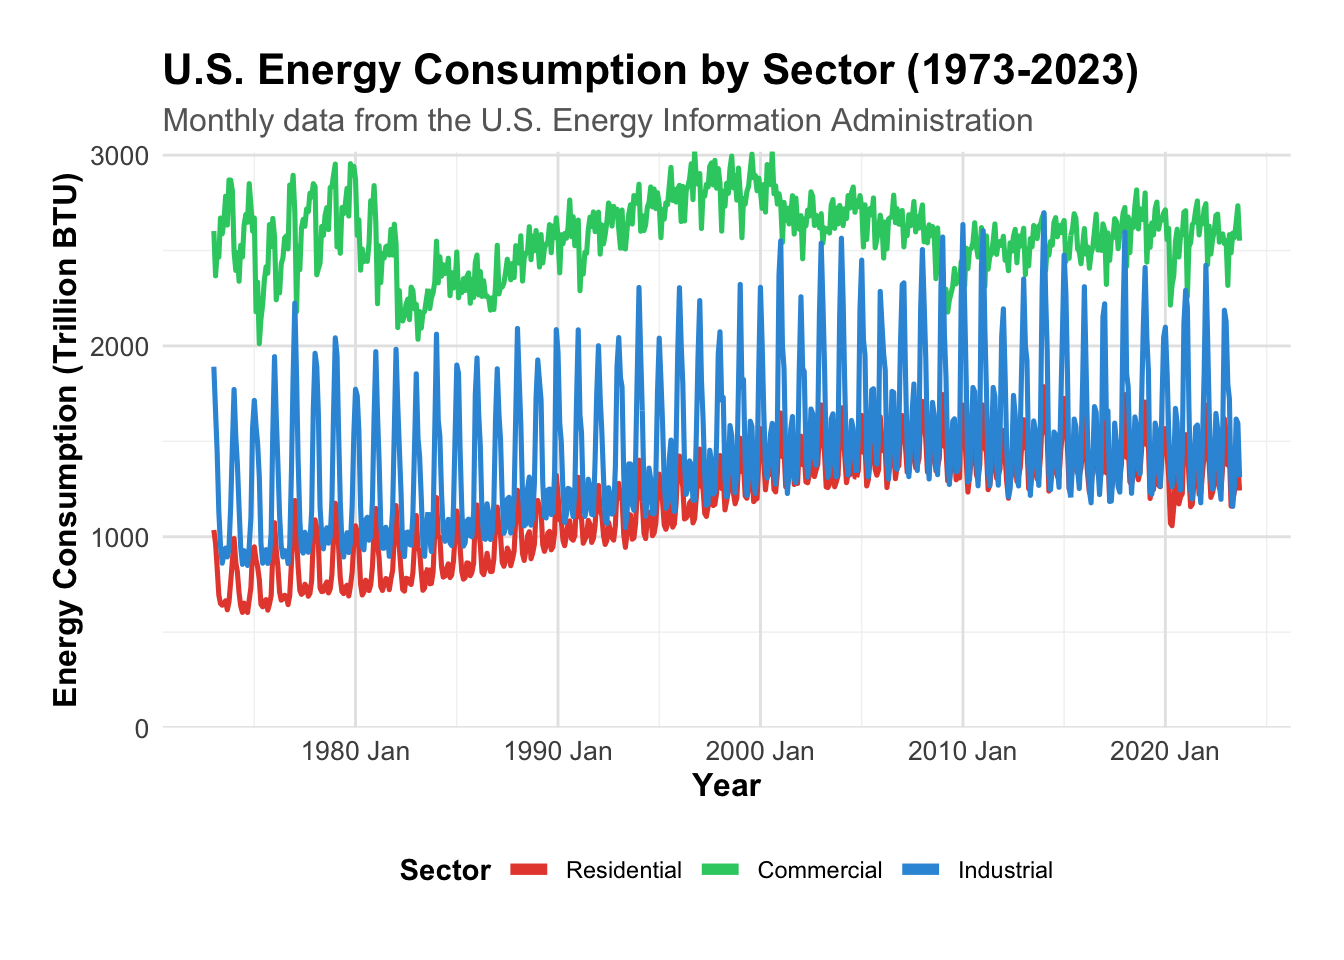 U.S. Energy Consumption by Sector (1973-2023)
Monthly data from the U.S. Energy Information Administration
Energy Consumption (Trillion BTU)
3000
2000
1000
0
1980 Jan
1990 Jan
2000 Jan
2010 Jan
2020 Jan
Year
Sector
Residential
Commercial
Industrial